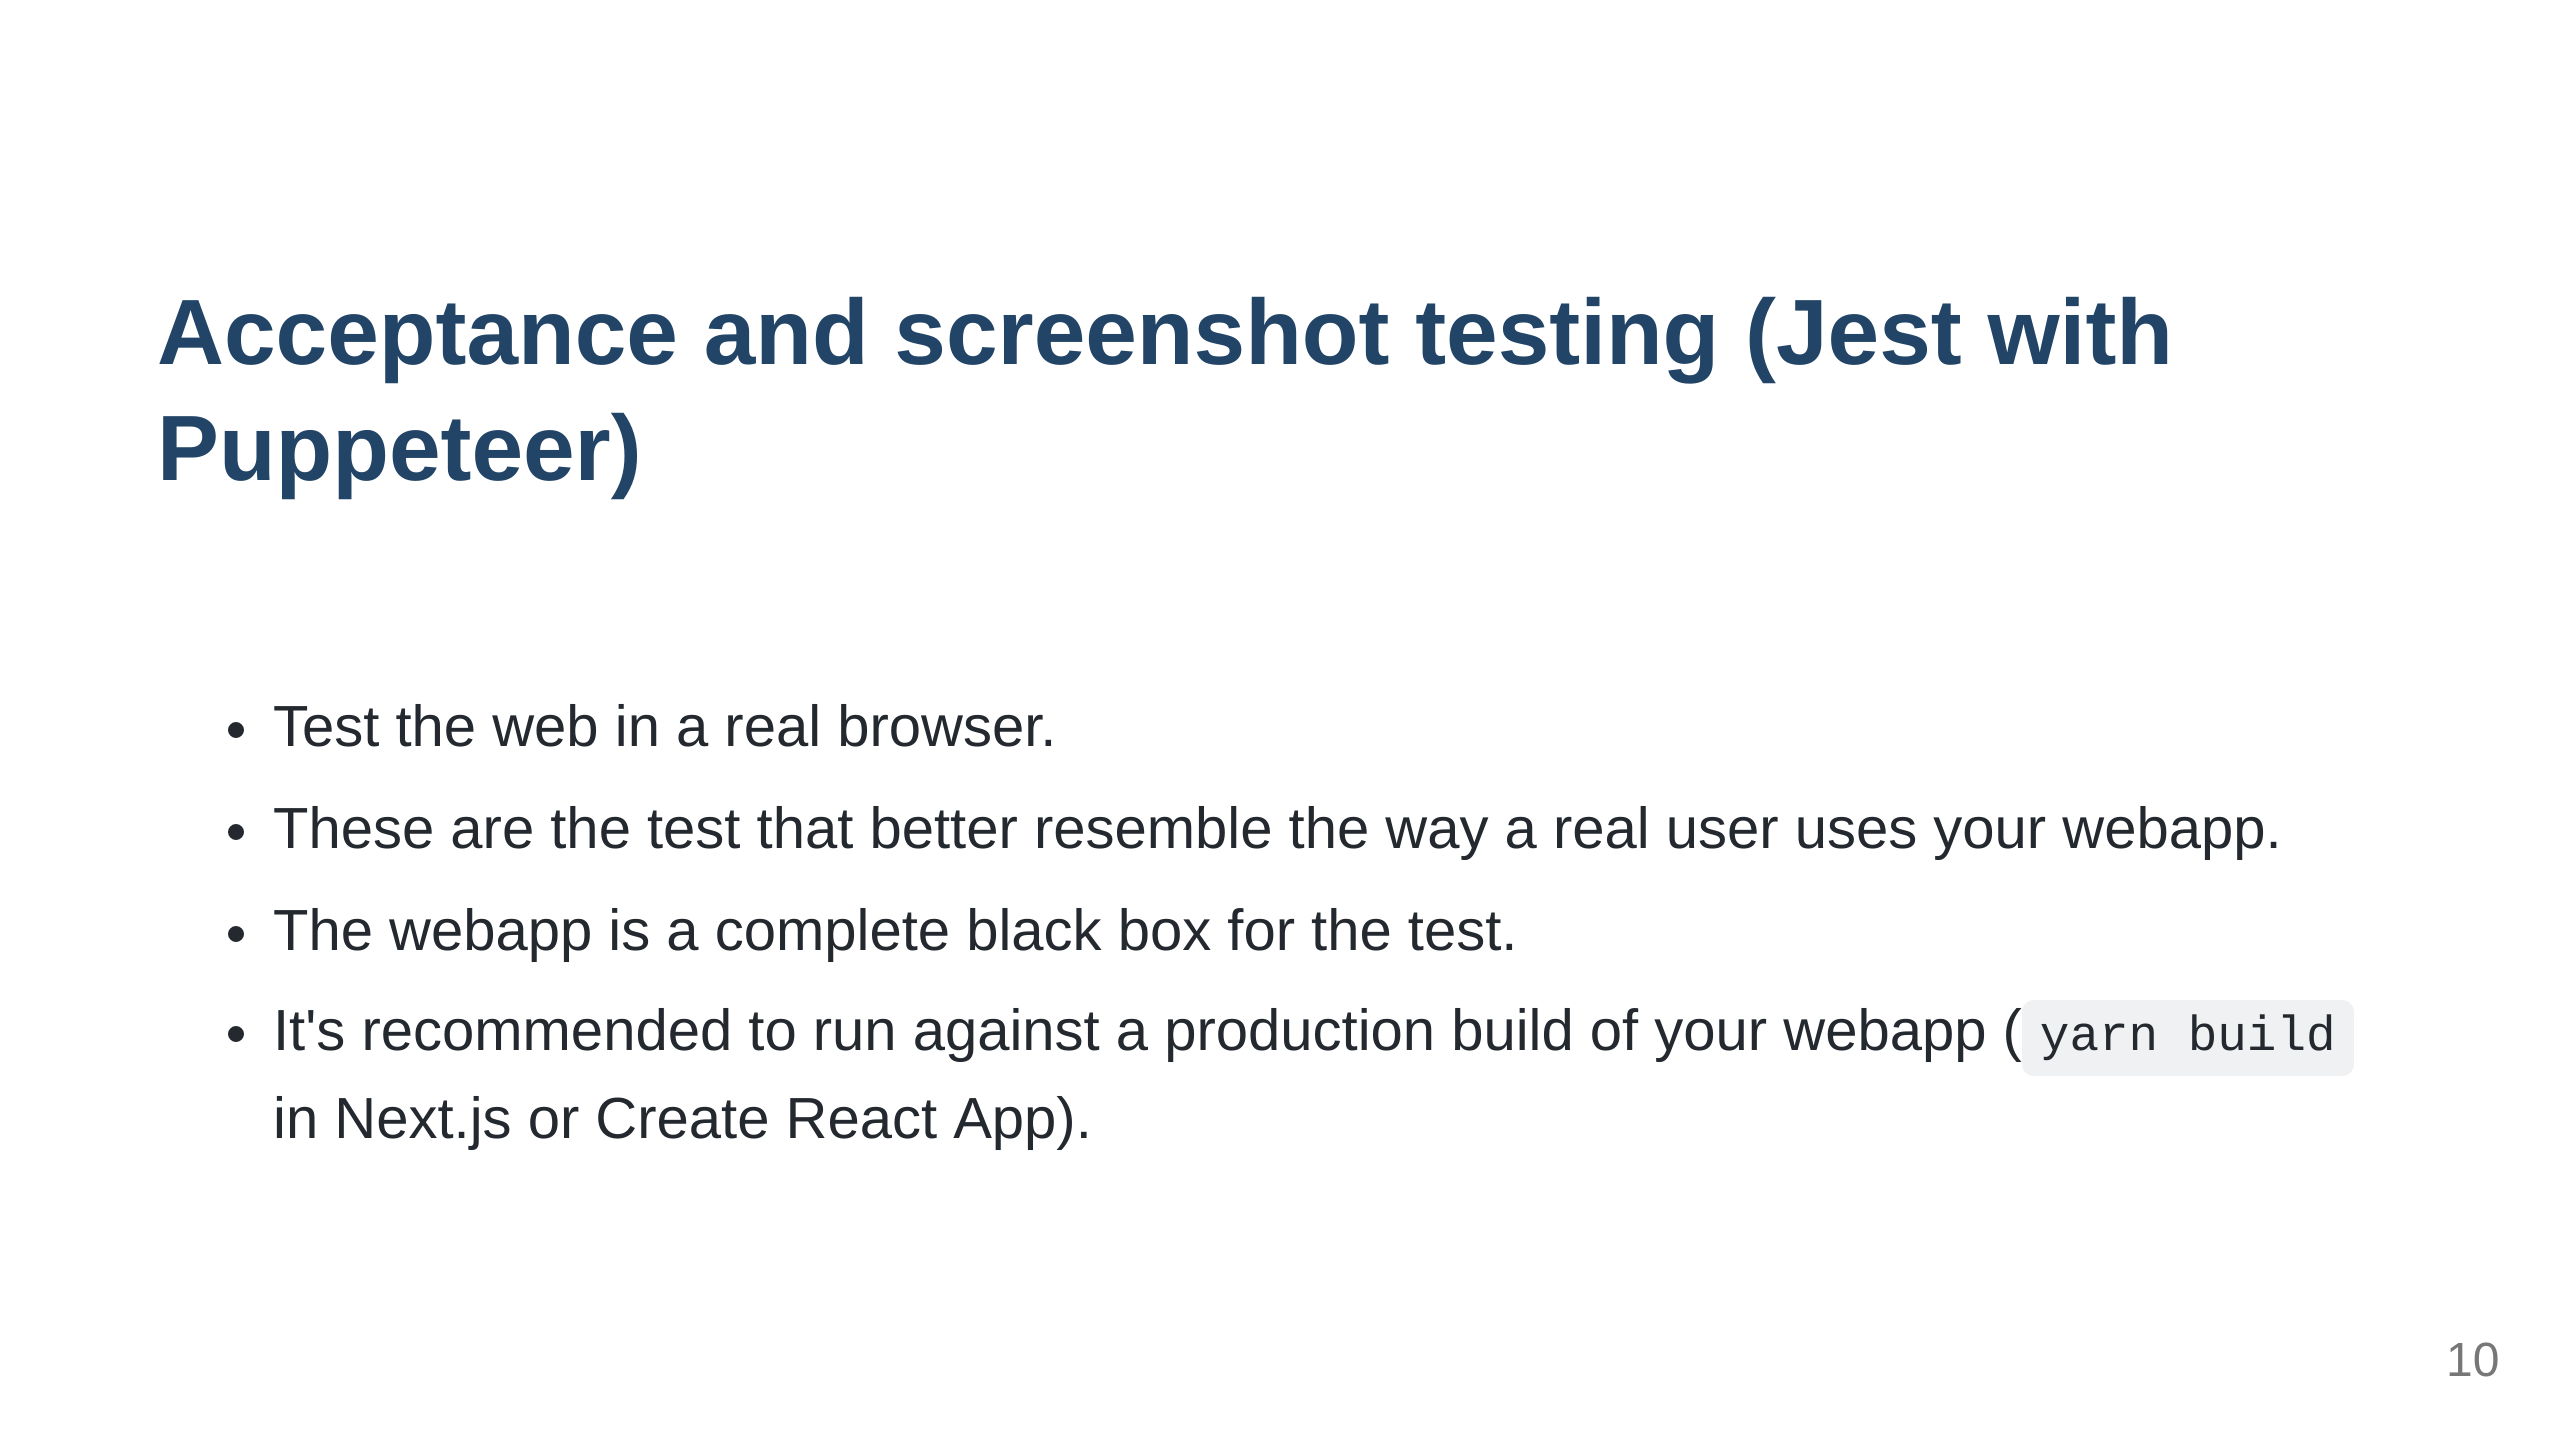 Acceptance and screenshot testing (Jest with
Puppeteer)
• Test the web in a real browser.
• These are the test that better resemble the way a real user uses your webapp.
• The webapp is a complete black box for the test.
• It's recommended to run against a production build of your webapp ( yarn build
in Next.js or Create React App).
10